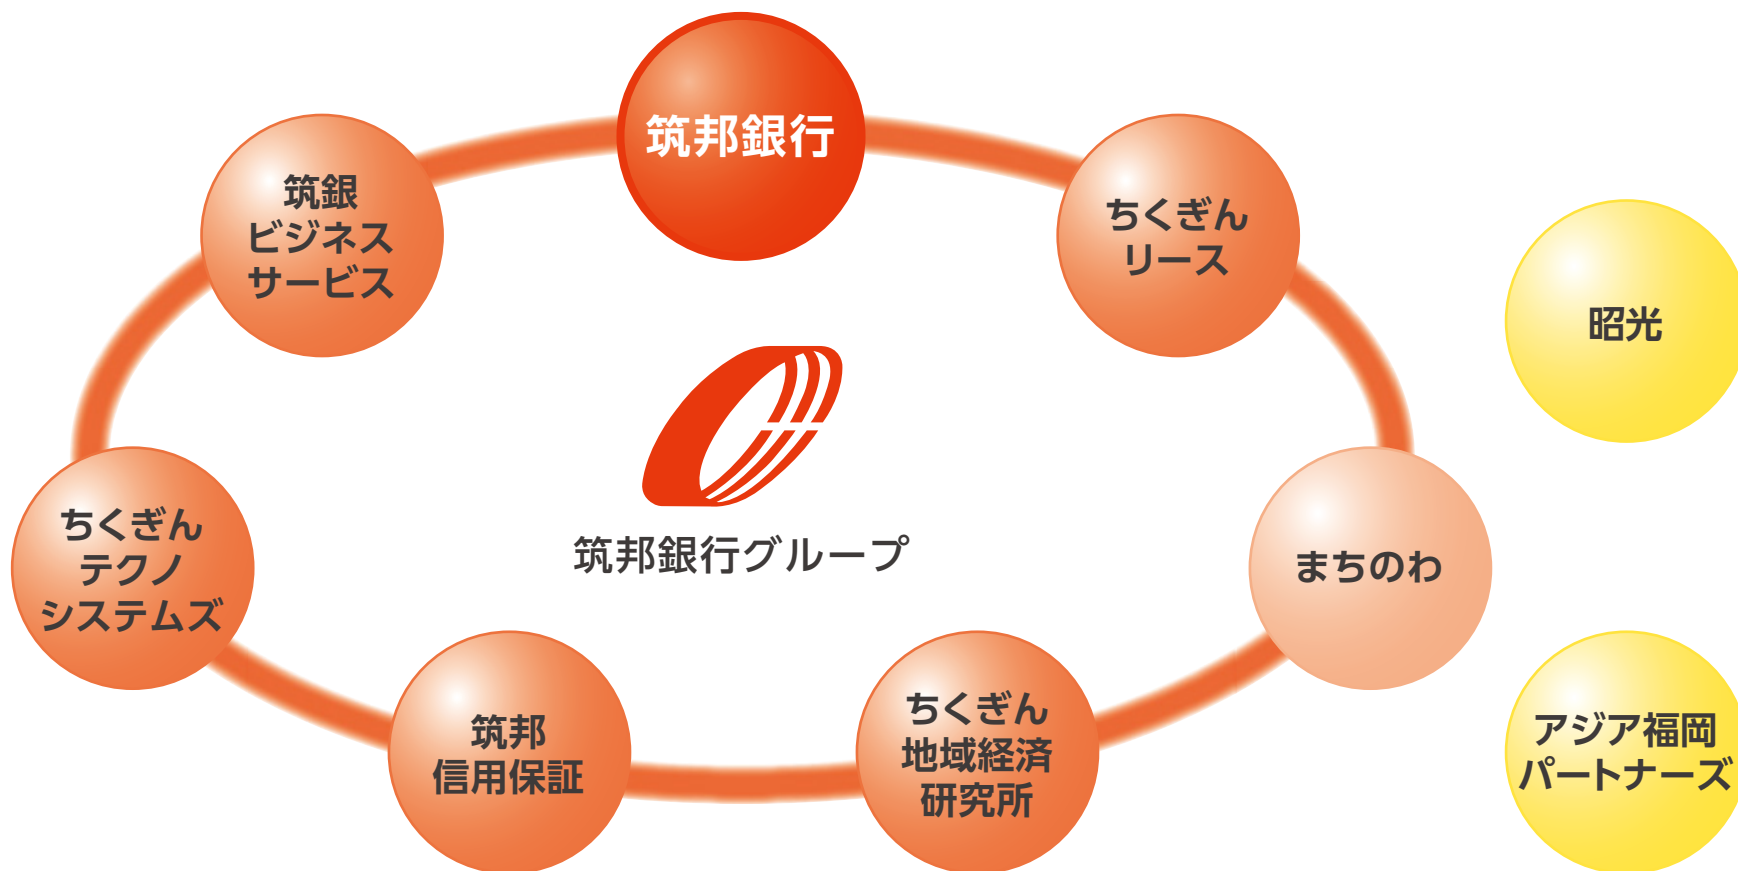 筑邦銀行
筑銀
ビジネス
サービス
ちくぎん
リース
昭光
ちくぎん
テクノ
システムズ
筑邦銀行グループ
まちのわ
筑邦
信用保証
ちくぎん
地域経済
研究所
アジア福岡
パートナーズ